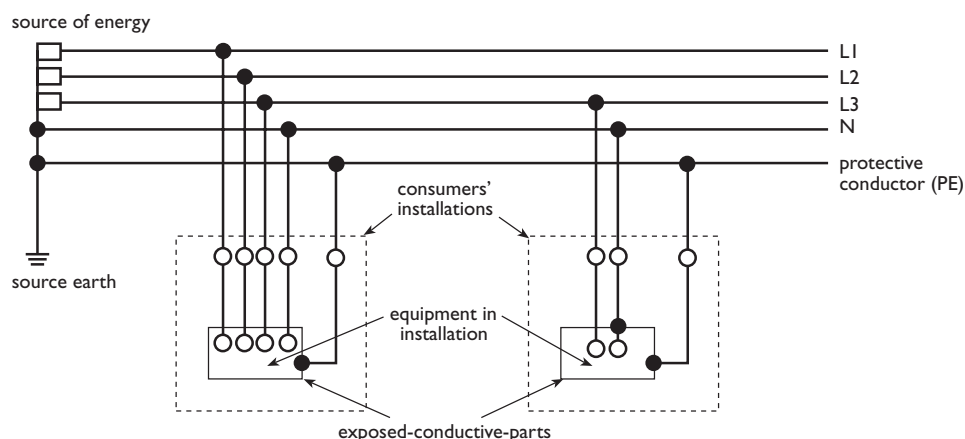 source of energy
L1
L2
L3
N
protective
conductor (PE)
consumers’
installations
source earth
equipment in
installation
exposed-conductive-parts